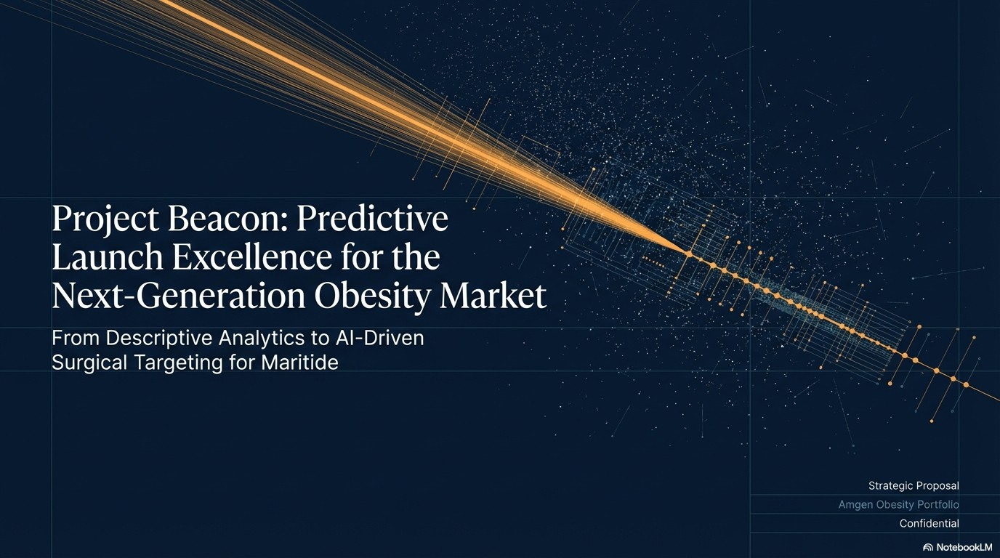 Project Beacon: Predictive
Launch Excellence for the
Next-Generation Obesity Market
From Descriptive Analytics to AI-Driven
Surgical Targeting for Maritide
Strategic Proposal
Amgen Obesity Portfolio
Confidential
NotebookLM